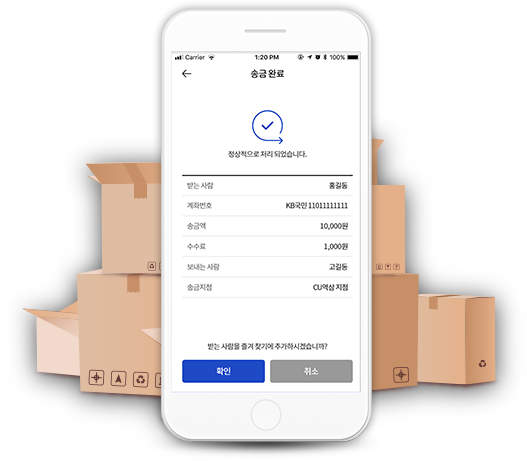 Carrier 1:20 PM 100%
송금 완료
정상적으로 처리 되었습니다.
받는 사람 홍길동
계좌번호 KB국민 11011111111
송금액 10,000원
수수료 1,000원
보내는 사람 고길동
송금지점 CU역삼 지점
받는 사람을 즐겨 찾기에 추가하시겠습니까?
확인 취소